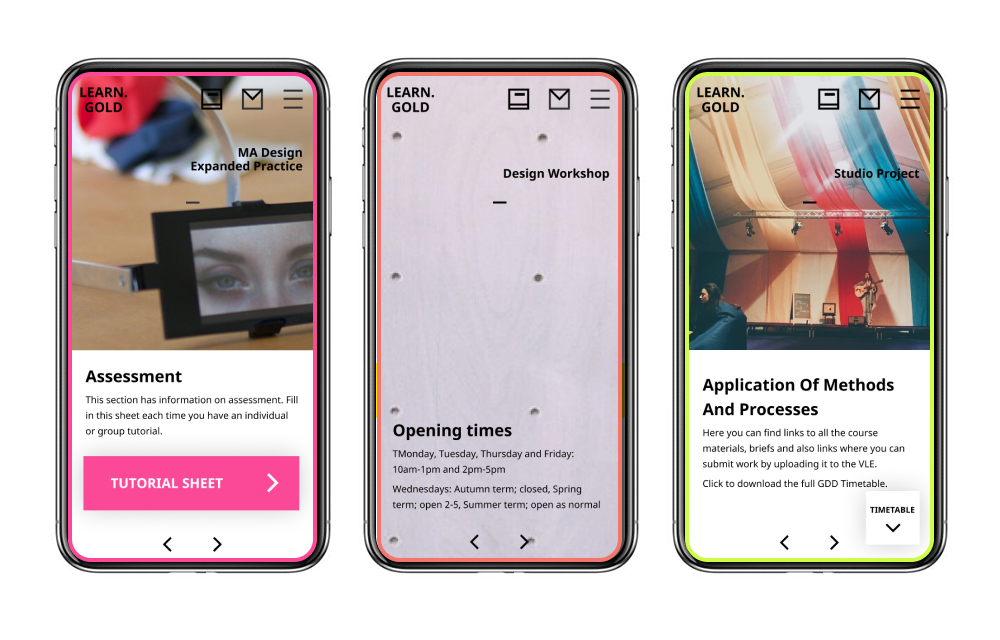 LEARN.
GOLD
MA Design
Expanded Practice
Assessment
This section has information on assessment. Fill
in this sheet each time you have an individual
or group tutorial.
TUTORIAL SHEET
LEARN.
GOLD
Design Workshop
Opening times
TMonday, Tuesday, Thursday and Friday:
10am-1pm and 2pm-5pm
Wednesdays: Autumn term; closed, Spring
term; open 2-5, Summer term; open as normal
LEARN.
GOLD
Studio Project
Application Of Methods
And Processes
Here you can find links to all the course
materials, briefs and also links where you can
submit work by uploading it to the VLE.
Click to download the full GDD Timetable.
TIMETABLE